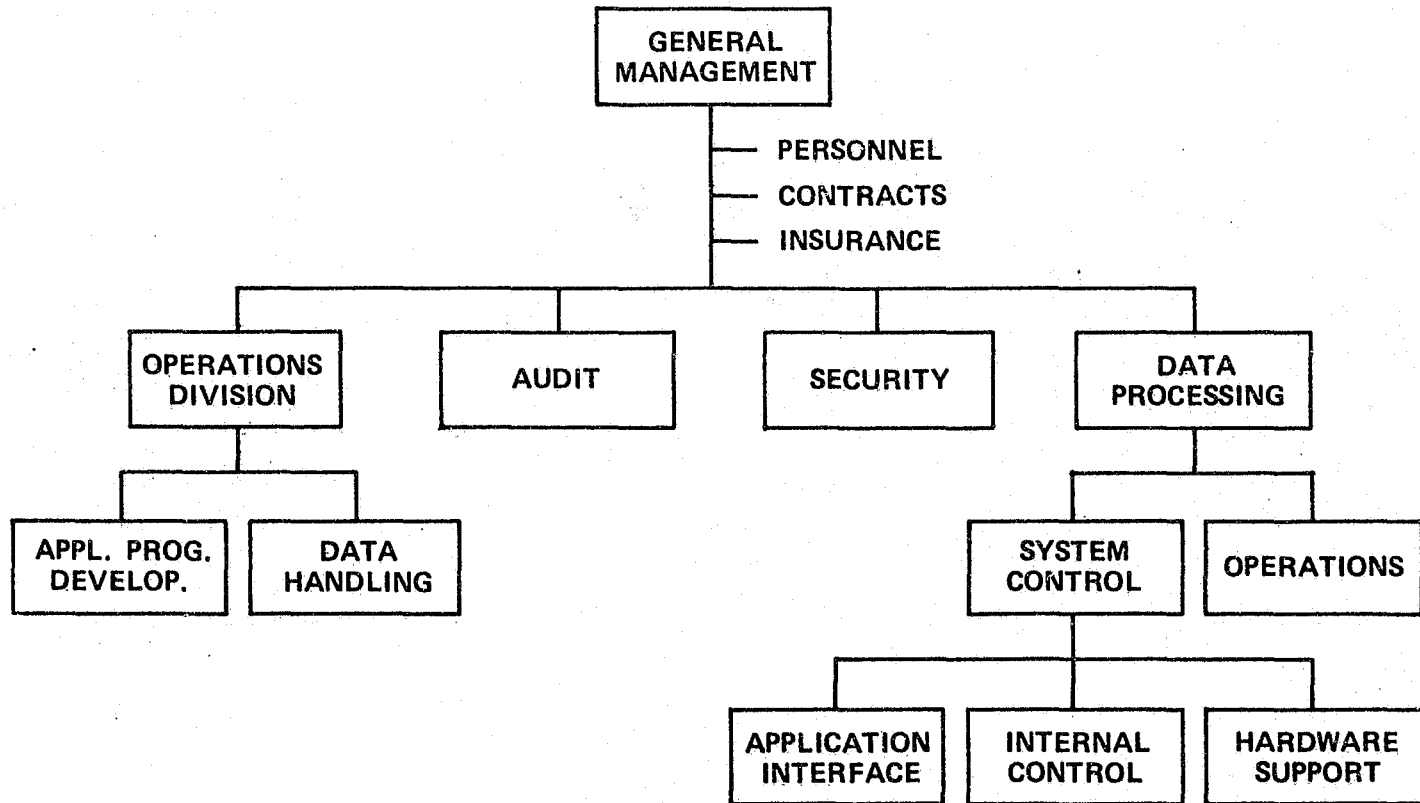 GENERAL
MANAGEMENT
PERSONNEL
CONTRACTS
INSURANCE
OPERATIONS
DIVISION
AUDIT
SECURITY
DATA
PROCESSING
APPL. PROG.
DEVELOP.
DATA
HANDLING
SYSTEM
CONTROL
OPERATIONS
APPLICATION
INTERFACE
INTERNAL
CONTROL
HARDWARE
SUPPORT